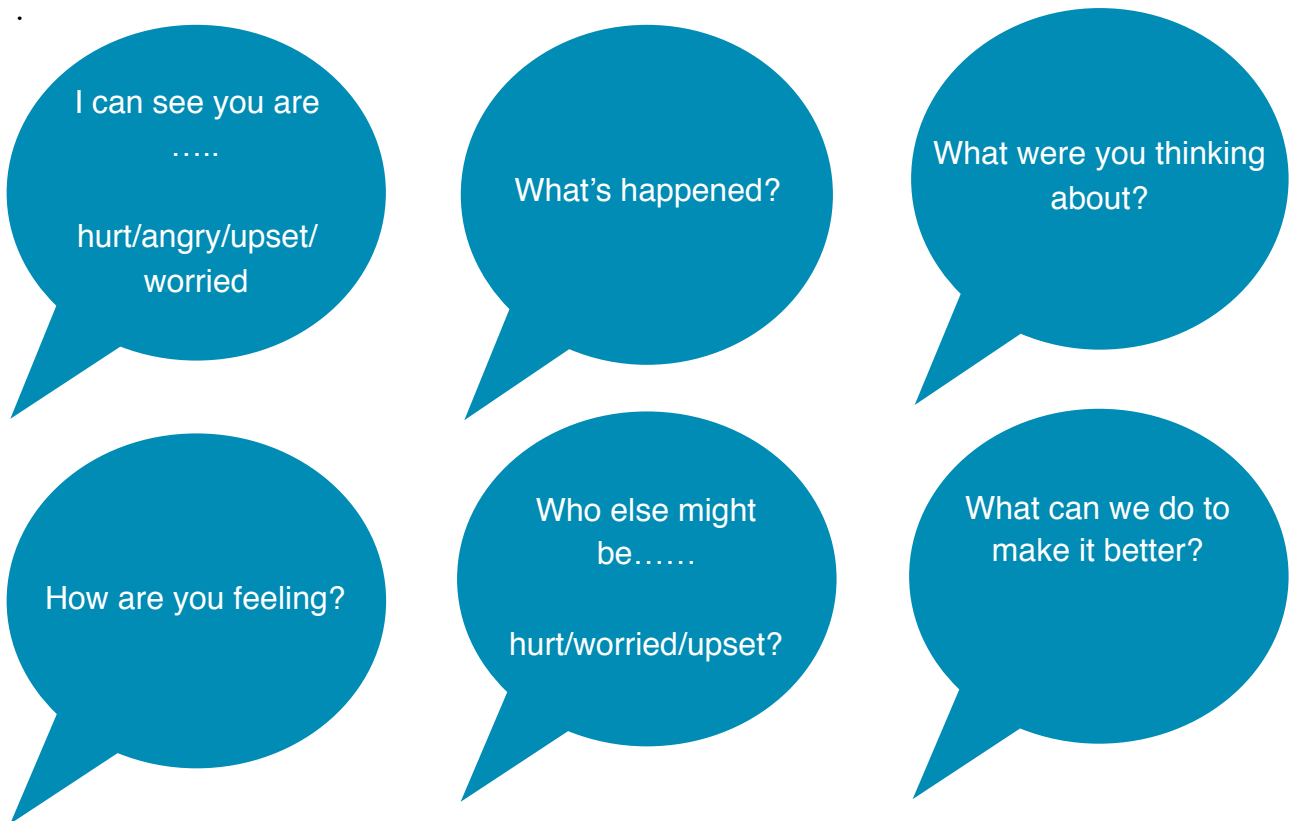 .
I can see you are
…..
hurt/angry/upset/
worried
What’s happened?
What were you thinking
about?
How are you feeling?
Who else might
be……
hurt/worried/upset?
What can we do to
make it better?